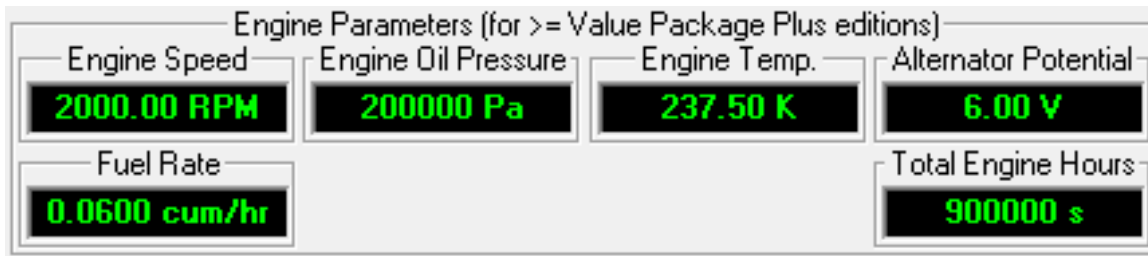 Engine Parameters (for >= Value Package Plus editions)
Engine Speed Engine Oil Pressure Engine Temp. Alternator Potential
2000.00 RPM 200000 Pa 237.50 K 6.00 V
Fuel Rate Total Engine Hours
0.0600 cum/hr 900000 s